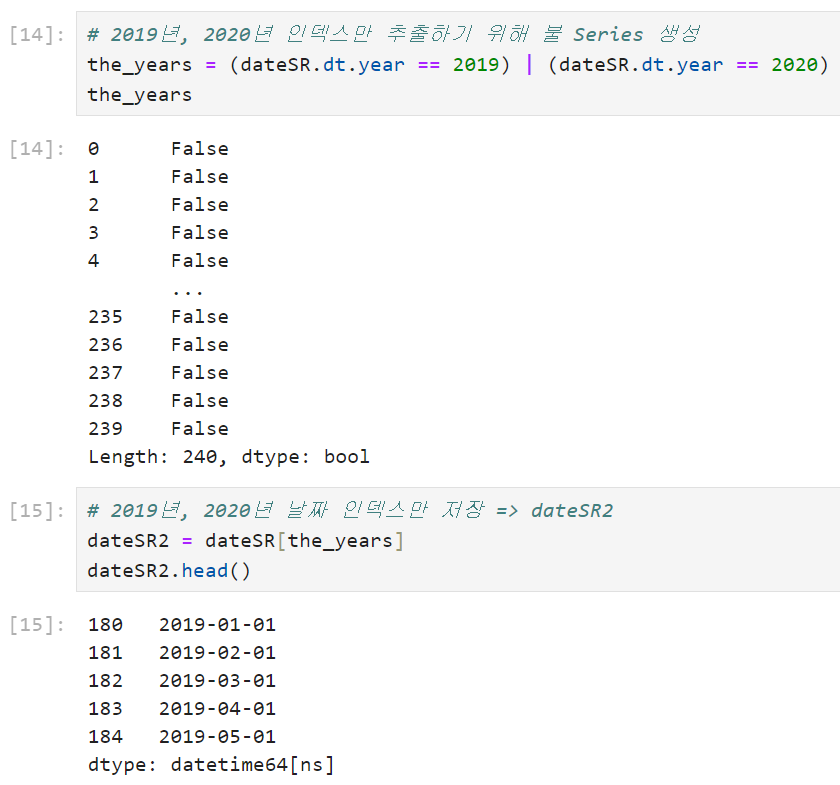 [14]: # 2019년, 2020년 인덱스만 추출하기 위해 불 Series 생성
the_years = (dateSR.dt.year == 2019) | (dateSR.dt.year == 2020)
the_years
[14]: 0 False
1 False
2 False
3 False
4 False
...
235 False
236 False
237 False
238 False
239 False
Length: 240, dtype: bool
[15]: # 2019년, 2020년 날짜 인덱스만 저장 => dateSR2
dateSR2 = dateSR[the_years]
dateSR2.head()
[15]: 180 2019-01-01
181 2019-02-01
182 2019-03-01
183 2019-04-01
184 2019-05-01
dtype: datetime64[ns]